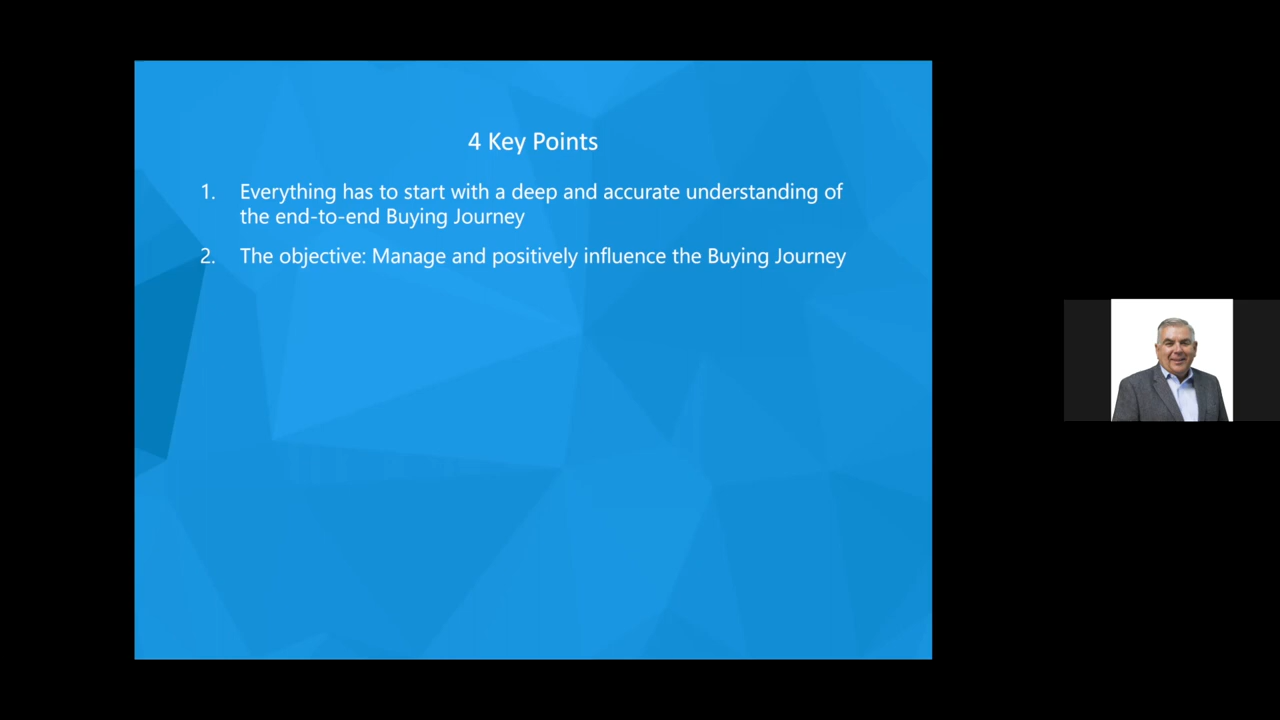 4 Key Points
1. Everything has to start with a deep and accurate understanding of
the end-to-end Buying Journey
2. The objective: Manage and positively influence the Buying Journey